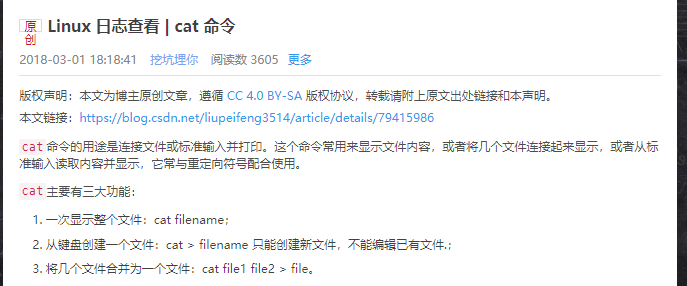 原创
Linux 日志查看 | cat 命令
2018-03-01 18:18:41 挖坑埋你 阅读数 3605 更多
版权声明：本文为博主原创文章，遵循 CC 4.0 BY-SA 版权协议，转载请附上原文出处链接和本声明。
本文链接：https://blog.csdn.net/liupeifeng3514/article/details/79415986
cat 命令的用途是连接文件或标准输入并打印。这个命令常用来显示文件内容，或者将几个文件连接起来显示，或者从标
准输入读取内容并显示，它常与重定向符号配合使用。
cat 主要有三大功能：
1. 一次显示整个文件：cat filename；
2. 从键盘创建一个文件：cat > filename 只能创建新文件，不能编辑已有文件.；
3. 将几个文件合并为一个文件：cat file1 file2 > file。